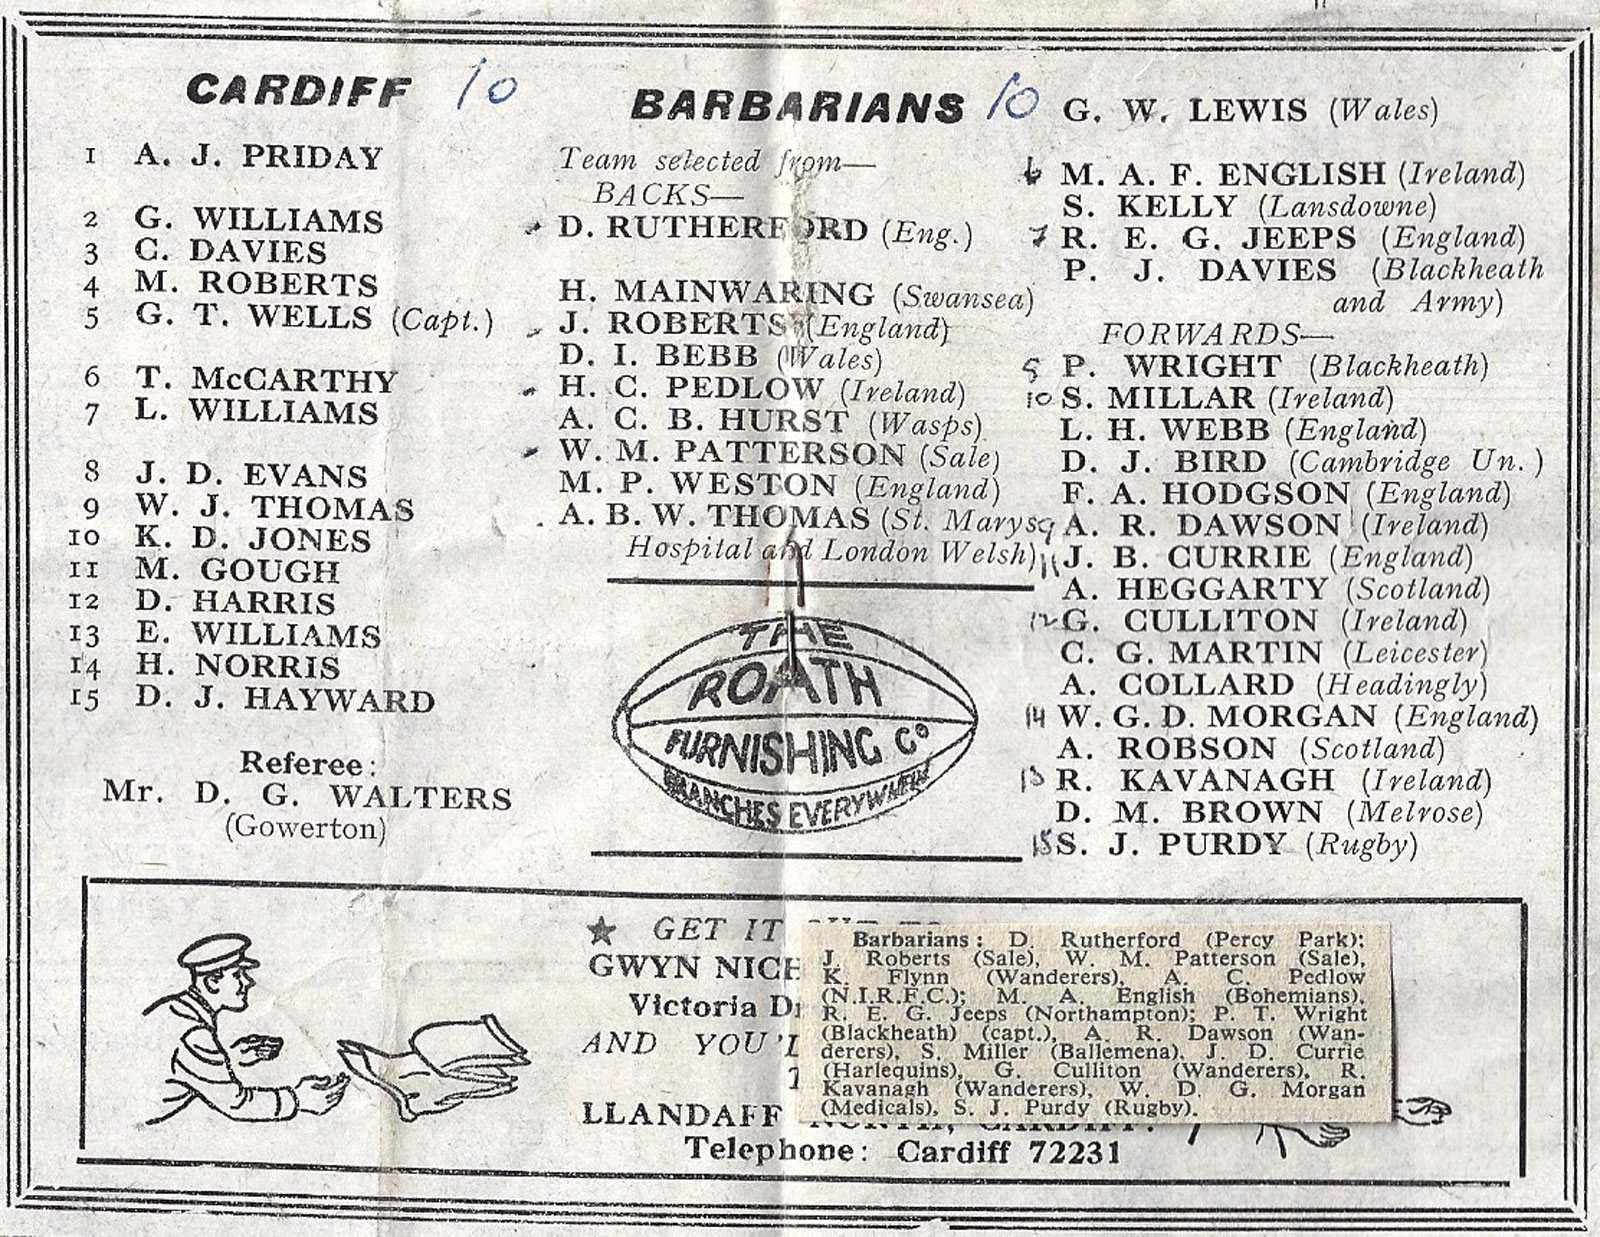 CARDIFF 10
1 A. J. PRIDAY
2 G. WILLIAMS
3 C. DAVIES
4 M. ROBERTS
5 G. T. WELLS (Capt.)
6 T. McCARTHY
7 L. WILLIAMS
8 J. D. EVANS
9 W. J. THOMAS
10 K. D. JONES
11 M. GOUGH
12 D. HARRIS
13 E. WILLIAMS
14 H. NORRIS
15 D. J. HAYWARD
Referee:
Mr. D. G. WALTERS
(Gowerton)
BARBARIANS 10
Team selected from—
BACKS—
D. RUTHERFORD (Eng.)
H. MAINWARING (Swansea)
J. ROBERTS (England)
D. I. BEBB (Wales)
H. C. PEDLOW (Ireland)
A. C. B. HURST (Wasps)
W. M. PATTERSON (Sale)
M. P. WESTON (England)
A. B. W. THOMAS (St. Marys
Hospital and London Welsh)
THE
ROATH
FURNISHING Co
BRANCHES EVERYWHERE
G. W. LEWIS (Wales)
6 M. A. F. ENGLISH (Ireland)
S. KELLY (Lansdowne)
7 R. E. G. JEEPS (England)
P. J. DAVIES (Blackheath
and Army)
FORWARDS—
P. WRIGHT (Blackheath)
10 S. MILLAR (Ireland)
L. H. WEBB (England)
D. J. BIRD (Cambridge Un.)
F. A. HODGSON (England)
9 A. R. DAWSON (Ireland)
11 J. B. CURRIE (England)
A. HEGGARTY (Scotland)
12 G. CULLITON (Ireland)
C. G. MARTIN (Leicester)
A. COLLARD (Headingly)
14 W. G. D. MORGAN (England)
A. ROBSON (Scotland)
13 R. KAVANAGH (Ireland)
D. M. BROWN (Melrose)
15 S. J. PURDY (Rugby)
★ GET IT
GWYN NICH
Victoria D
AND YOU'L
LLANDAFF NORTH, CARDIFF.
Telephone: Cardiff 72231
Barbarians: D. Rutherford (Percy Park);
J. Roberts (Sale), W. M. Patterson (Sale),
K. Flynn (Wanderers), A. C. Pedlow
(N.I.R.F.C.); M. A. English (Bohemians),
R. E. G. Jeeps (Northampton); P. T. Wright
(Blackheath) (capt.), A. R. Dawson (Wan-
derers), S. Miller (Ballemena), J. D. Currie
(Harlequins), G. Culliton (Wanderers), R.
Kavanagh (Wanderers), W. D. G. Morgan
(Medicals), S. J. Purdy (Rugby).